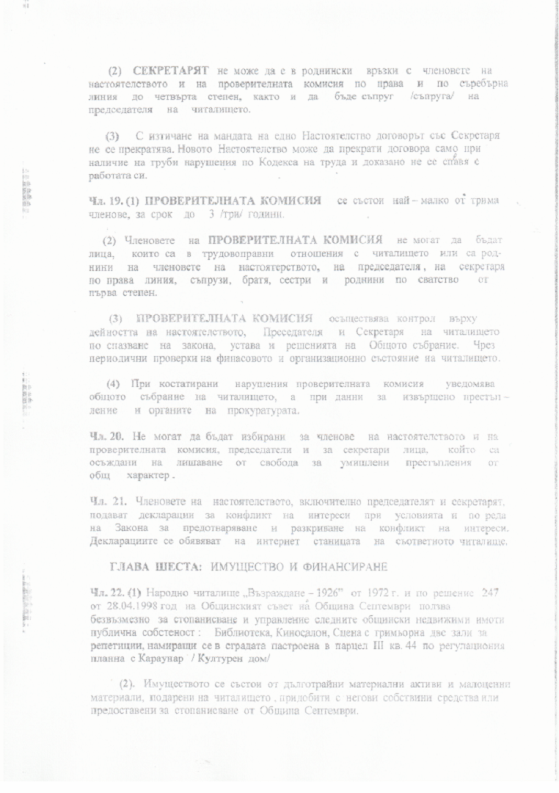 (2) СЕКРЕТАРЯТ не може да е в роднински връзки с членовете на
настоятелството и на проверителната комисия по права и по съребърна
линия до четвърта степен, както и да бъде съпруг /съпруга/ на
председателя на читалището.
(3) С изтичане на мандата на едно Настоятелство договорът със Секретаря
не се прекратява. Новото Настоятелство може да прекрати договора само при
наличие на груби нарушения по Кодекса на труда и доказано не се справя с
работата си.
Чл. 19. (1) ПРОВЕРИТЕЛНАТА КОМИСИЯ се състои най – малко от трима
членове, за срок до 3 /три/ години.
(2) Членовете на ПРОВЕРИТЕЛНАТА КОМИСИЯ не могат да бъдат
лица, които са в трудовоправни отношения с читалището или са род-
нини на членовете на настоятерството, на председателя , на секретаря
по права линия, съпрузи, братя, сестри и роднини по сватство от
първа степен.
(3) ПРОВЕРИТЕЛНАТА КОМИСИЯ осъществява контрол върху
дейността на настоятелството, Председателя и Секретаря на читалището
по спазване на закона, устава и решенията на Общото събрание. Чрез
периодични проверки на финасовото и организационно състояние на читалището.
(4) При костатирани нарушения проверителната комисия уведомява
общото събрание на читалището, а при данни за извършено престъп –
ление и органите на прокуратурата.
Чл. 20. Не могат да бъдат избирани за членове на настоятелството и на
проверителната комисия, председатели и за секретари лица, който са
осъждани на лишаване от свобода за умишлени престъпления от
общ характер .
Чл. 21. Членовете на настоятелството, включително председателят и секретарят,
подават декларации за конфликт на интереси при условията и по реда
на Закона за предотвряване и разкриване на конфликт на интереси.
Декларациите се обявяват на интернет станицата на съответното читалище.
ГЛАВА ШЕСТА: ИМУЩЕСТВО И ФИНАНСИРАНЕ
Чл. 22. (1) Народно читалище „Възраждане – 1926” от 1972 г. и по решение 247
от 28.04.1998 год на Общинският съвет на Община Септември ползва
безвъзмезно за стопанисване и управление следните общински недвижими имоти
публична собстеност : Библиотека, Киносалон, Сцена с гримьорна две зали за
репетиции, намиращи се в сградата пастроена в парцел III кв. 44 по регулационния
планна с Караунар / Културен дом/
(2). Имуществото се състои от дълготрайни материални активи и малоценни
материали, подарени на читалището , придобити с негови собствини средства или
предоставени за стопанисване от Община Септември.